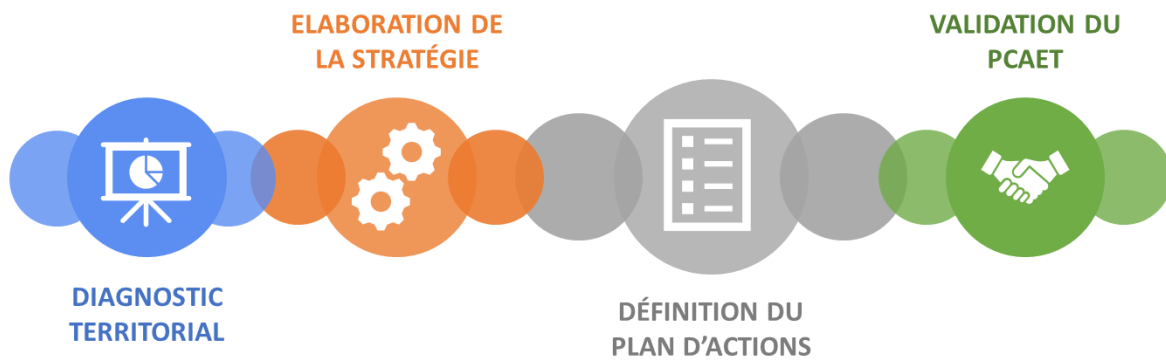 ELABORATION DE
LA STRATÉGIE
VALIDATION DU
PCAET
DIAGNOSTIC
TERRITORIAL
DÉFINITION DU
PLAN D'ACTIONS